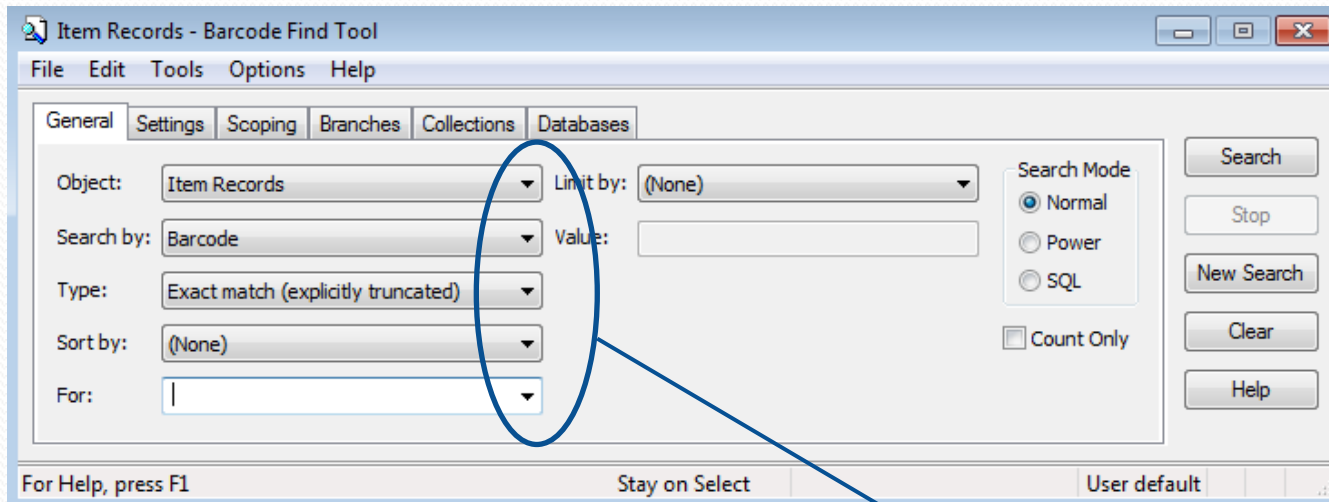 Item Records - Barcode Find Tool
File Edit Tools Options Help
General Settings Scoping Branches Collections Databases
Object: Item Records Limit by: (None)
Search by: Barcode Value:
Type: Exact match (explicitly truncated)
Sort by: (None)
For:
Search Mode
Normal
Power
SQL
Count Only
Search
Stop
New Search
Clear
Help
For Help, press F1 Stay on Select User default